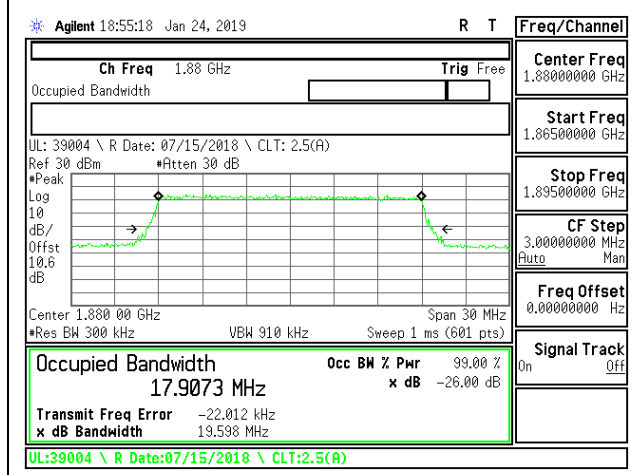 Agilent 18:55:18 Jan 24, 2019 R T
Freq/Channel
Ch Freq 1.88 GHz Trig Free
Occupied Bandwidth
Center Freq
1.88000000 GHz
Start Freq
1.86500000 GHz
UL: 39004 \ R Date: 07/15/2018 \ CLT: 2.5(A)
Ref 30 dBm #Atten 30 dB
#Peak
Log
10
dB/
Offst
10.6
dB
Stop Freq
1.89500000 GHz
CF Step
3.00000000 MHz
Auto Man
Freq Offset
0.00000000 Hz
Center 1.880 00 GHz Span 30 MHz
#Res BW 300 kHz VBW 910 kHz Sweep 1 ms (601 pts)
Signal Track
On Off
Occupied Bandwidth Occ BW % Pwr 99.00 %
17.9073 MHz x dB -26.00 dB
Transmit Freq Error -22.012 kHz
x dB Bandwidth 19.598 MHz
UL:39004 \ R Date:07/15/2018 \ CLT:2.5(A)